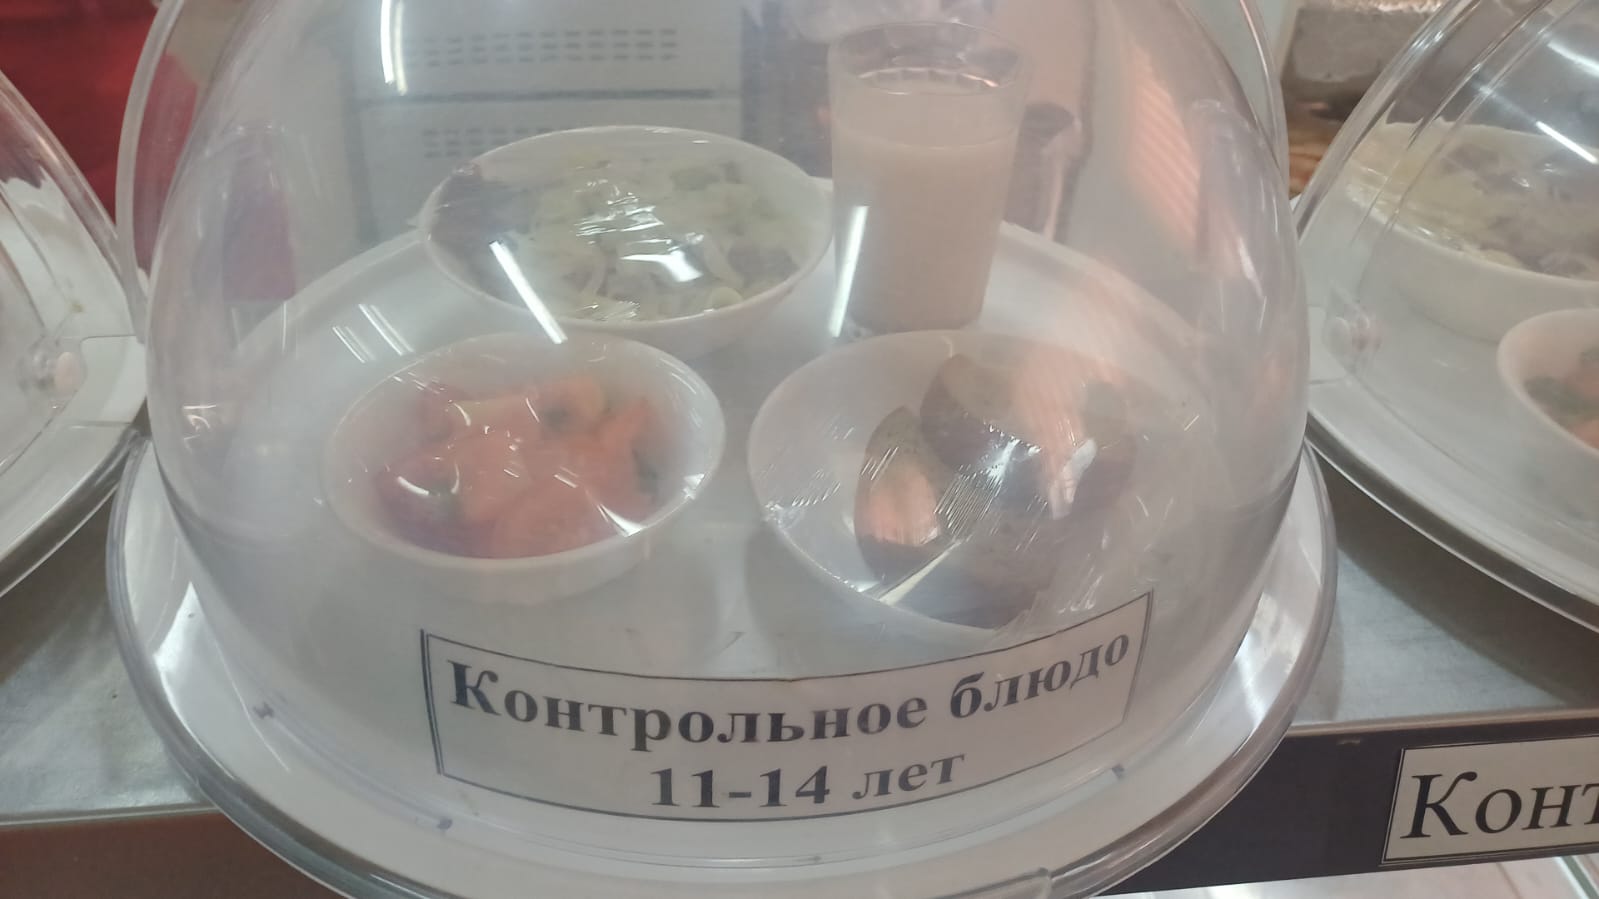 Контрольное блюдо
11-14 лет
Конт